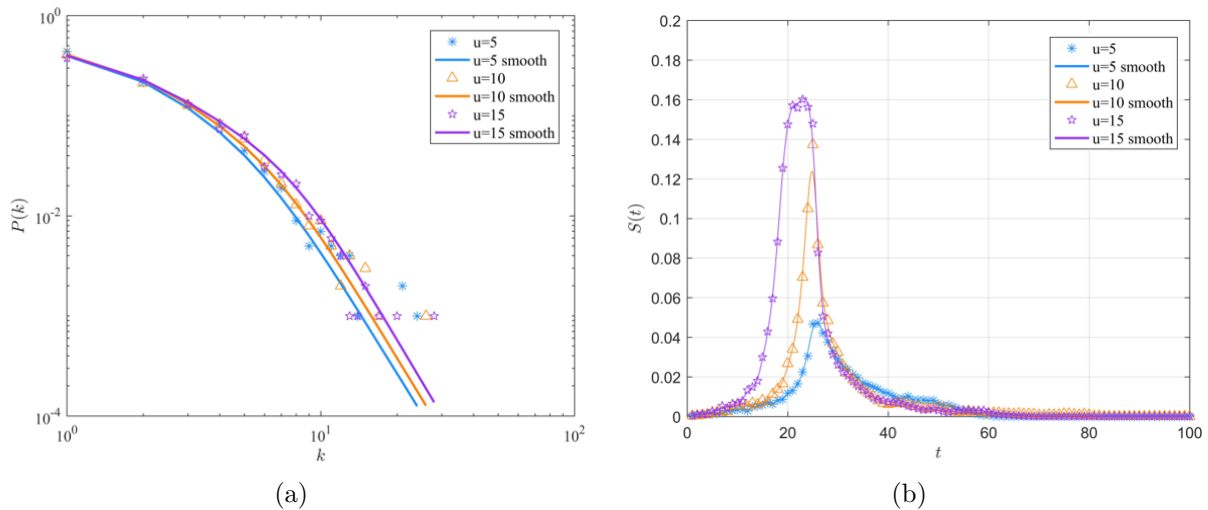 10^0
10^-2
10^-4
10^0
10^1
10^2
P(k)
k
u=5
u=5 smooth
u=10
u=10 smooth
u=15
u=15 smooth
(a)
0.2
0.18
0.16
0.14
0.12
0.1
0.08
0.06
0.04
0.02
0
0
20
40
60
80
100
S(t)
t
u=5
u=5 smooth
u=10
u=10 smooth
u=15
u=15 smooth
(b)